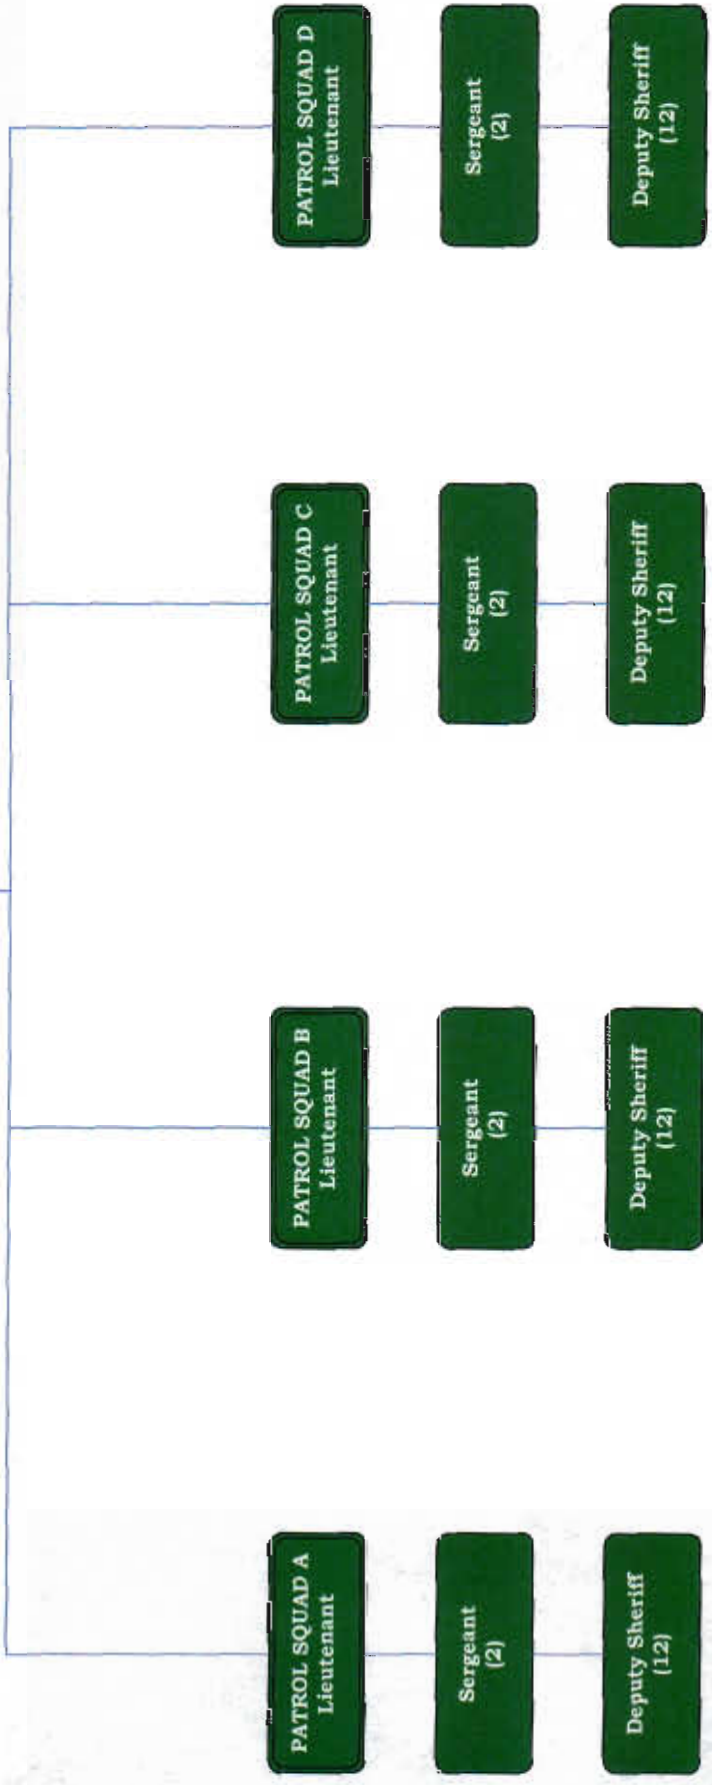 PATROL SQUAD A
Lieutenant
Sergeant
(2)
Deputy Sheriff
(12)
PATROL SQUAD B
Lieutenant
Sergeant
(2)
Deputy Sheriff
(12)
PATROL SQUAD C
Lieutenant
Sergeant
(2)
Deputy Sheriff
(12)
PATROL SQUAD D
Lieutenant
Sergeant
(2)
Deputy Sheriff
(12)